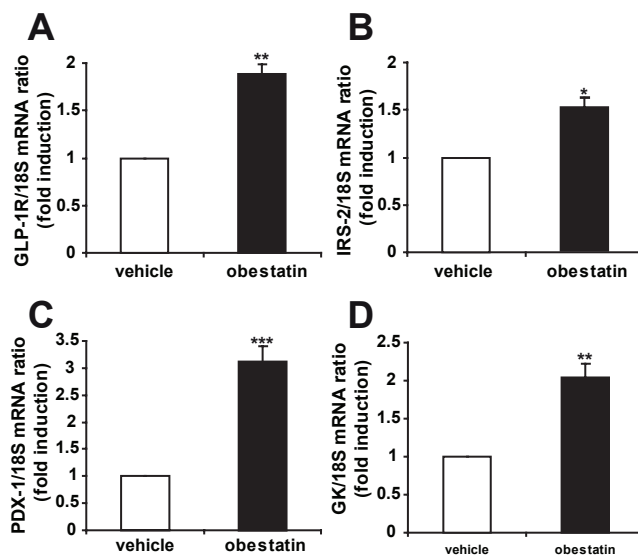 A
GLP-1R/18S mRNA ratio
(fold induction)
2
1.5
1
0.5
0
**
vehicle
obestatin
B
IRS-2/18S mRNA ratio
(fold induction)
2
1.5
1
0.5
0
*
vehicle
obestatin
C
PDX-1/18S mRNA ratio
(fold induction)
3.5
3
2.5
2
1.5
1
0.5
0
***
vehicle
obestatin
D
GK/18S mRNA ratio
(fold induction)
2.5
2
1.5
1
0.5
0
**
vehicle
obestatin